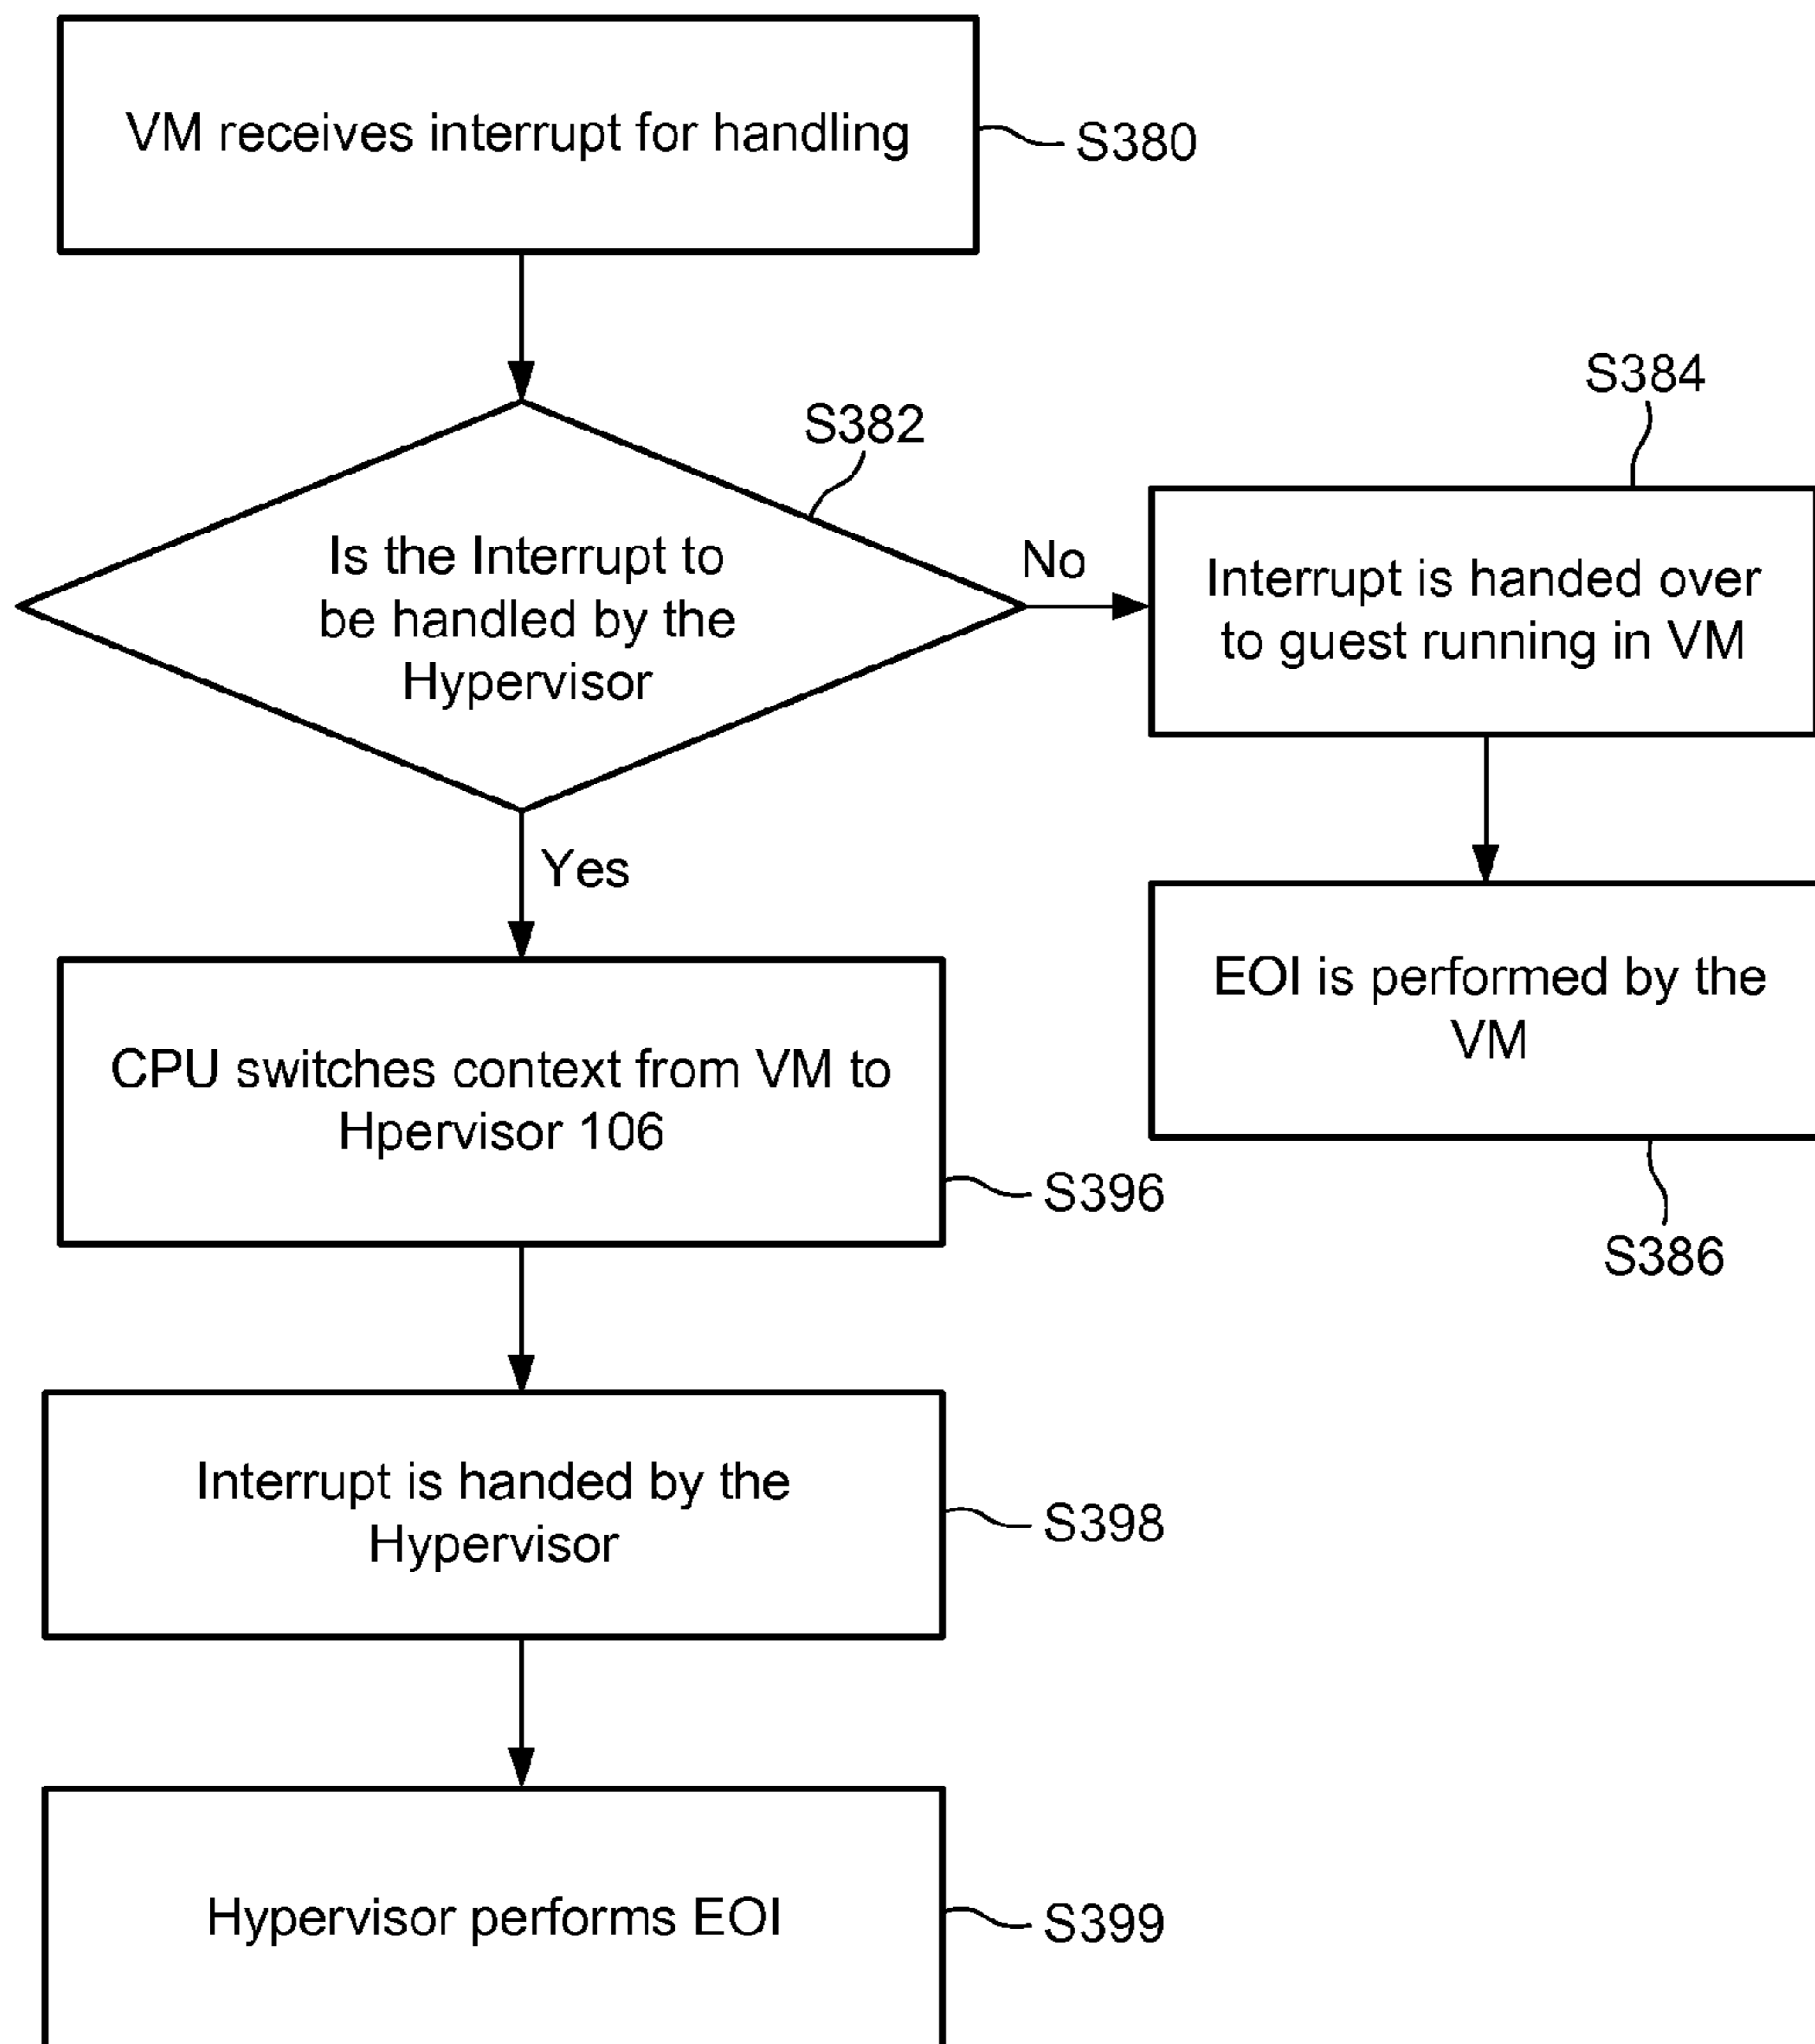 VM receives interrupt for handling
S380
S382
Is the Interrupt to
be handled by the
Hypervisor
No
S384
Interrupt is handed over
to guest running in VM
Yes
EOI is performed by the
VM
S386
CPU switches context from VM to
Hpervisor 106
S396
Interrupt is handed by the
Hypervisor
S398
Hypervisor performs EOI
S399